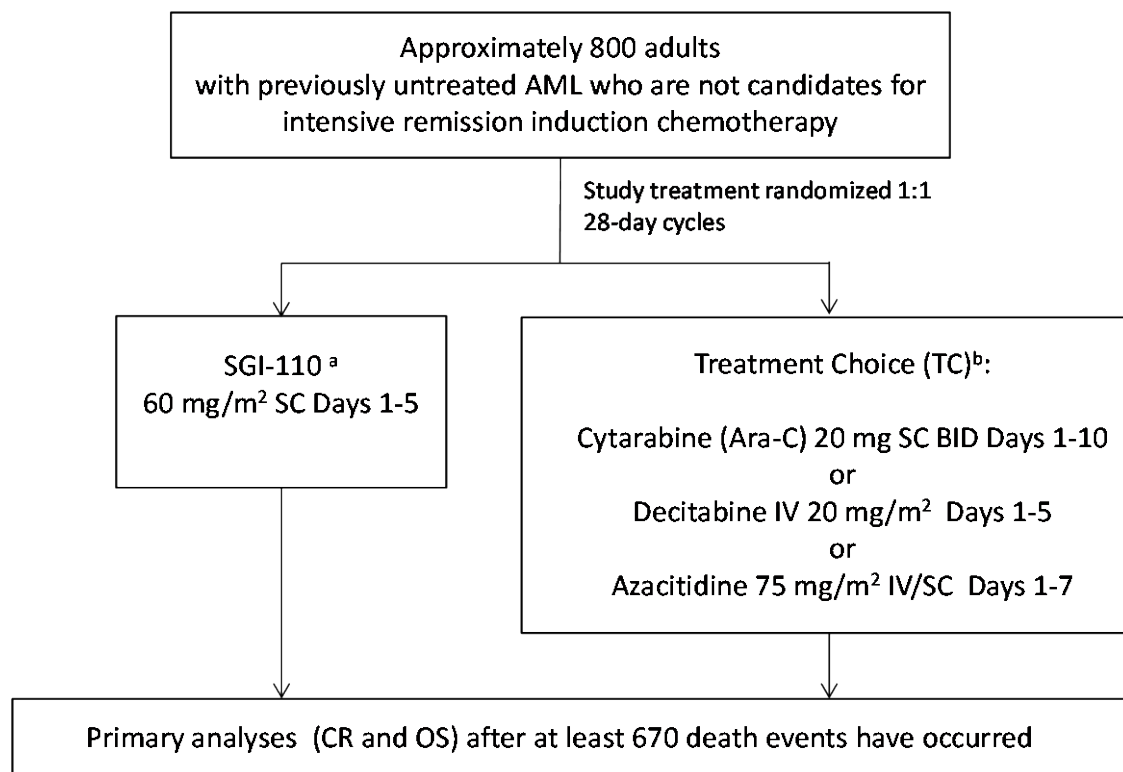 Approximately 800 adults
with previously untreated AML who are not candidates for
intensive remission induction chemotherapy
Study treatment randomized 1:1
28-day cycles
SGI-110 ᵃ
60 mg/m² SC Days 1-5
Treatment Choice (TC)ᵇ:
Cytarabine (Ara-C) 20 mg SC BID Days 1-10
or
Decitabine IV 20 mg/m² Days 1-5
or
Azacitidine 75 mg/m² IV/SC Days 1-7
Primary analyses (CR and OS) after at least 670 death events have occurred